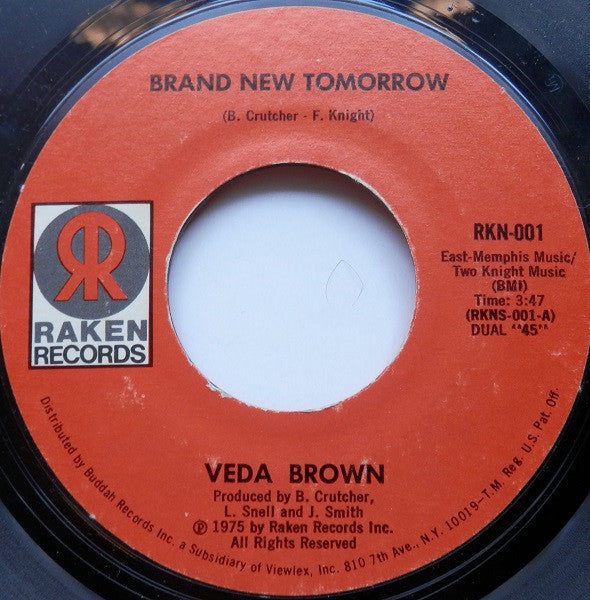 BRAND NEW TOMORROW
(B. Crutcher - F. Knight)
RAKEN
RECORDS
RKN-001
East-Memphis Music/
Two Knight Music
(BMI)
Time: 3:47
(RKNS-001-A)
DUAL "45"
VEDA BROWN
Produced by B. Crutcher,
L. Snell and J. Smith
℗ 1975 by Raken Records Inc.
All Rights Reserved
Distributed by Buddah Records Inc. a Subsidiary of Viewlex, Inc. 810 7th Ave., N.Y. 10019-T.M. Reg. U.S. Pat. Off.